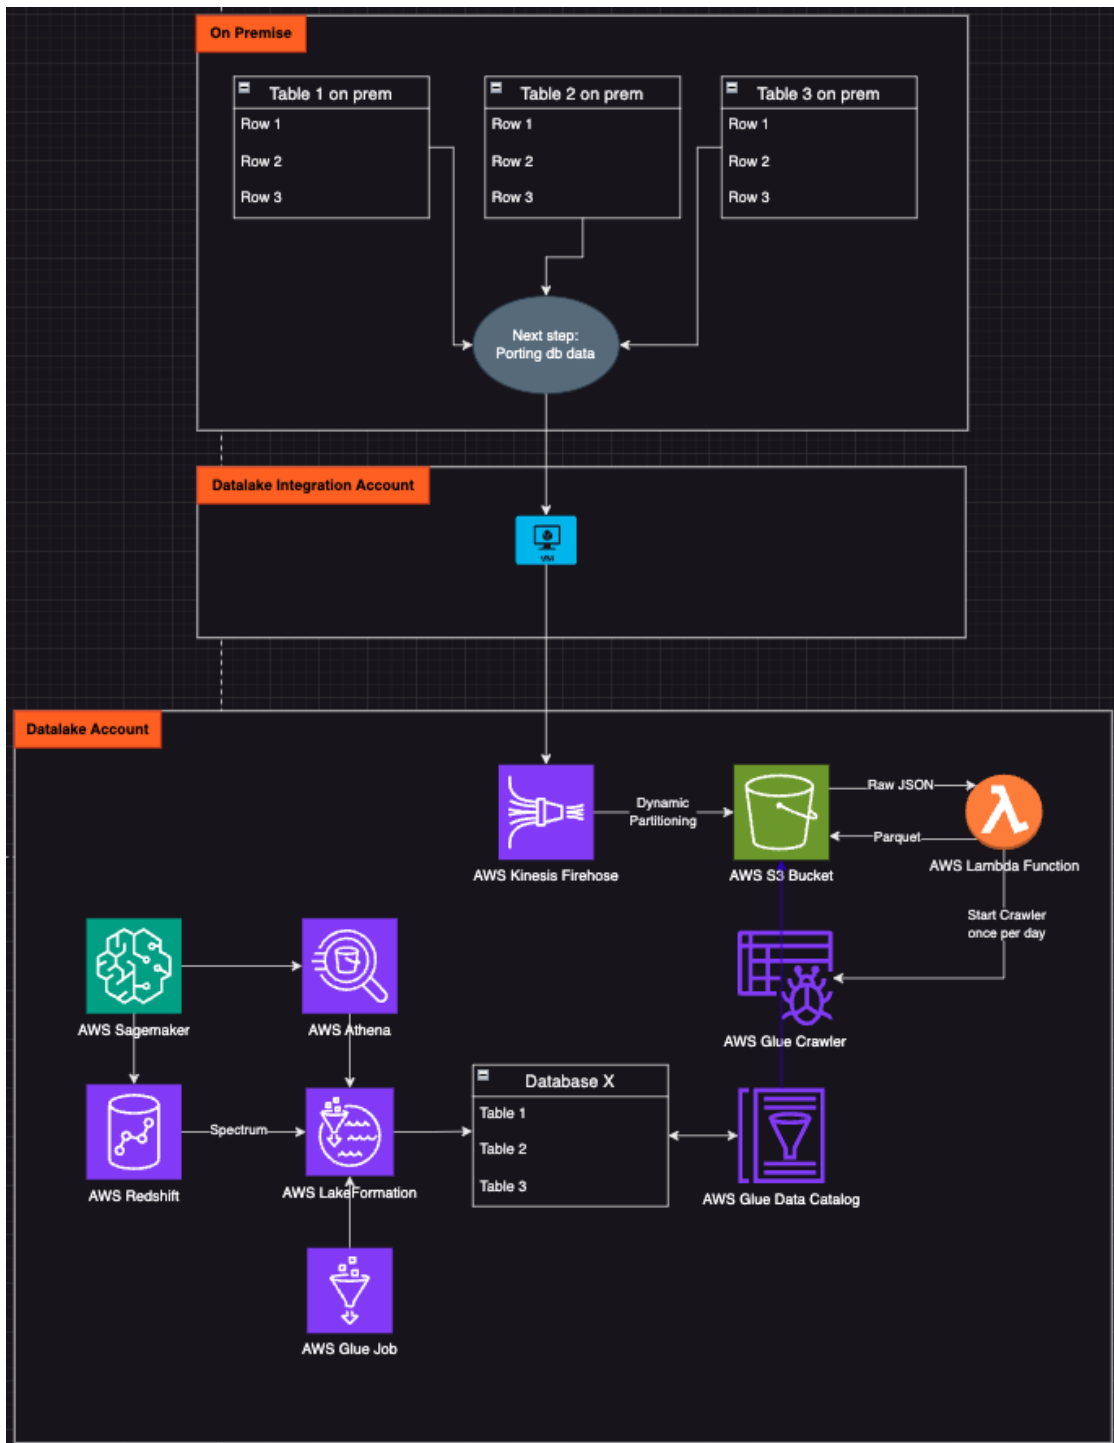 On Premise
Table 1 on prem
Row 1
Row 2
Row 3
Table 2 on prem
Row 1
Row 2
Row 3
Table 3 on prem
Row 1
Row 2
Row 3
Next step:
Porting db data
Datalake Integration Account
VM
Datalake Account
AWS Kinesis Firehose
Dynamic
Partitioning
AWS S3 Bucket
Raw JSON
Parquet
AWS Lambda Function
Start Crawler
once per day
AWS Glue Crawler
AWS Sagemaker
AWS Athena
AWS Redshift
Spectrum
AWS LakeFormation
Database X
Table 1
Table 2
Table 3
AWS Glue Data Catalog
AWS Glue Job